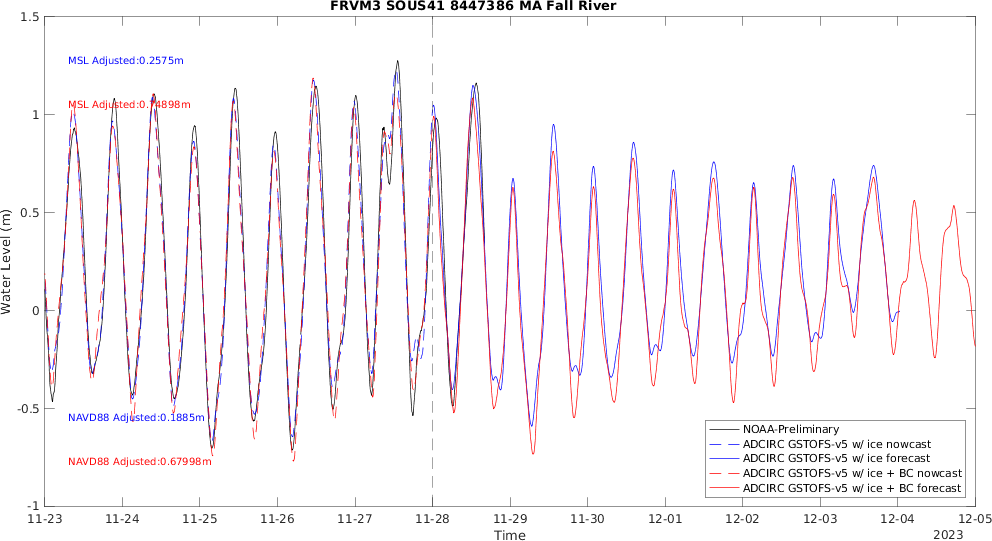 FRVM3 SOUS41 8447386 MA Fall River
1.5
1
0.5
0
-0.5
-1
Water Level (m)
MSL Adjusted:0.2575m
MSL Adjusted:0.74898m
NAVD88 Adjusted:0.1885m
NAVD88 Adjusted:0.67998m
NOAA-Preliminary
ADCIRC GSTOFS-v5 w/ ice nowcast
ADCIRC GSTOFS-v5 w/ ice forecast
ADCIRC GSTOFS-v5 w/ ice + BC nowcast
ADCIRC GSTOFS-v5 w/ ice + BC forecast
11-23 11-24 11-25 11-26 11-27 11-28 11-29 11-30 12-01 12-02 12-03 12-04 12-05
Time
2023